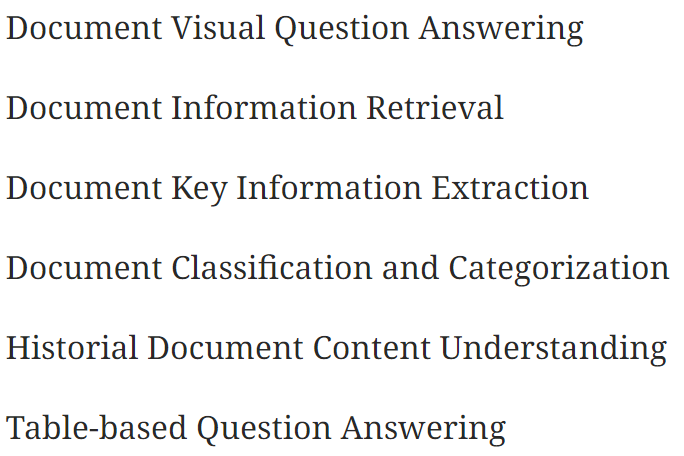 Document Visual Question Answering
Document Information Retrieval
Document Key Information Extraction
Document Classification and Categorization
Historial Document Content Understanding
Table-based Question Answering